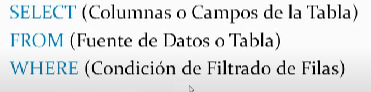 SELECT (Columnas o Campos de la Tabla)
FROM (Fuente de Datos o Tabla)
WHERE (Condición de Filtrado de Filas)